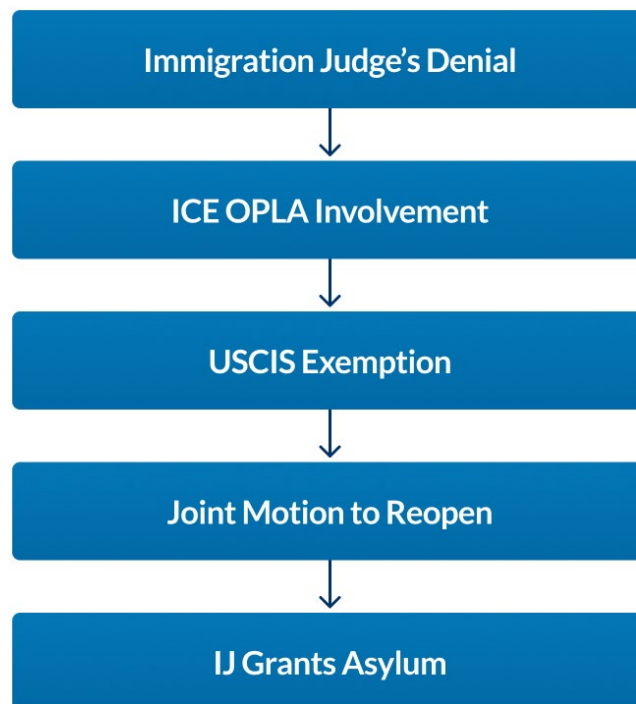 Immigration Judge’s Denial
ICE OPLA Involvement
USCIS Exemption
Joint Motion to Reopen
IJ Grants Asylum